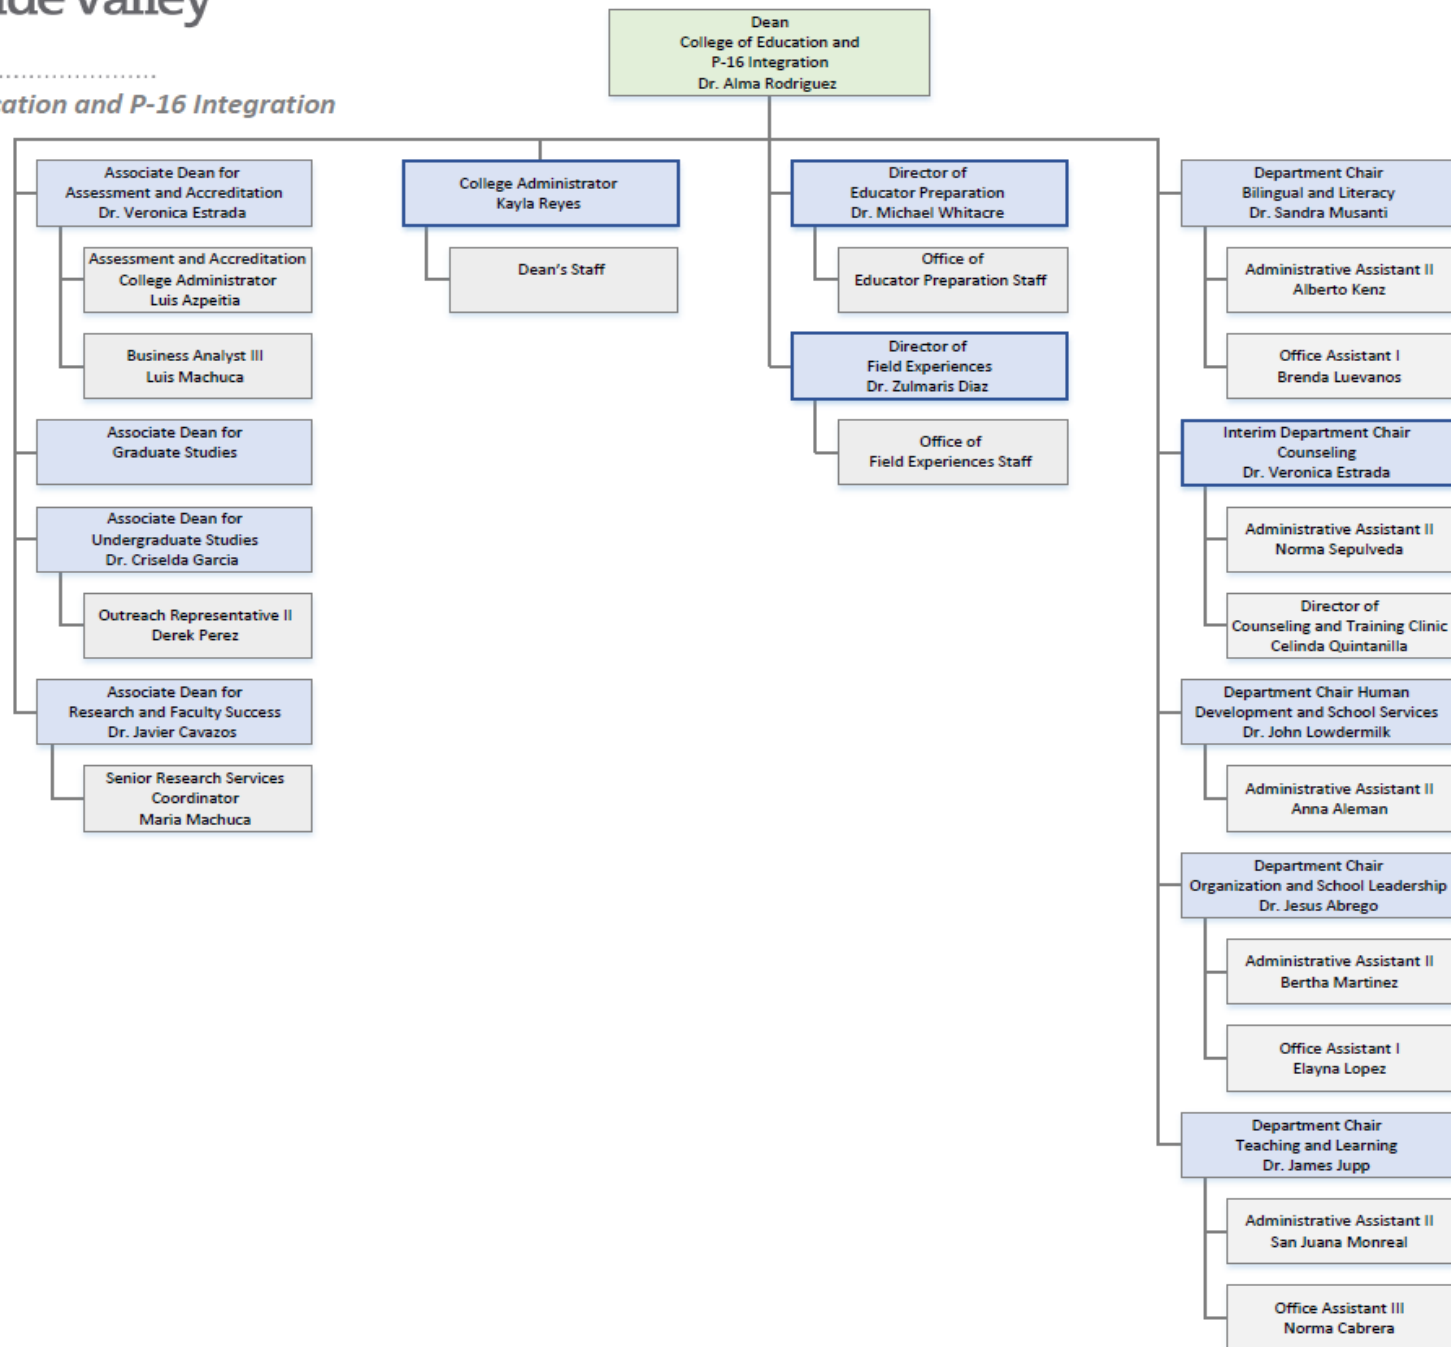 Valley
and P-16 Integration
Dean
College of Education and
P-16 Integration
Dr. Alma Rodriguez
Associate Dean for
Assessment and Accreditation
Dr. Veronica Estrada
Assessment and Accreditation
College Administrator
Luis Azpeitia
Business Analyst III
Luis Machuca
Associate Dean for
Graduate Studies
Associate Dean for
Undergraduate Studies
Dr. Criselda Garcia
Outreach Representative II
Derek Perez
Associate Dean for
Research and Faculty Success
Dr. Javier Cavazos
Senior Research Services
Coordinator
Maria Machuca
College Administrator
Kayla Reyes
Dean's Staff
Director of
Educator Preparation
Dr. Michael Whitacre
Office of
Educator Preparation Staff
Director of
Field Experiences
Dr. Zulmaris Diaz
Office of
Field Experiences Staff
Department Chair
Bilingual and Literacy
Dr. Sandra Musanti
Administrative Assistant II
Alberto Kenz
Office Assistant I
Brenda Luevanos
Interim Department Chair
Counseling
Dr. Veronica Estrada
Administrative Assistant II
Norma Sepulveda
Director of
Counseling and Training Clinic
Celinda Quintanilla
Department Chair Human
Development and School Services
Dr. John Lowdermilk
Administrative Assistant II
Anna Aleman
Department Chair
Organization and School Leadership
Dr. Jesus Abrego
Administrative Assistant II
Bertha Martinez
Office Assistant I
Elayna Lopez
Department Chair
Teaching and Learning
Dr. James Jupp
Administrative Assistant II
San Juana Monreal
Office Assistant III
Norma Cabrera